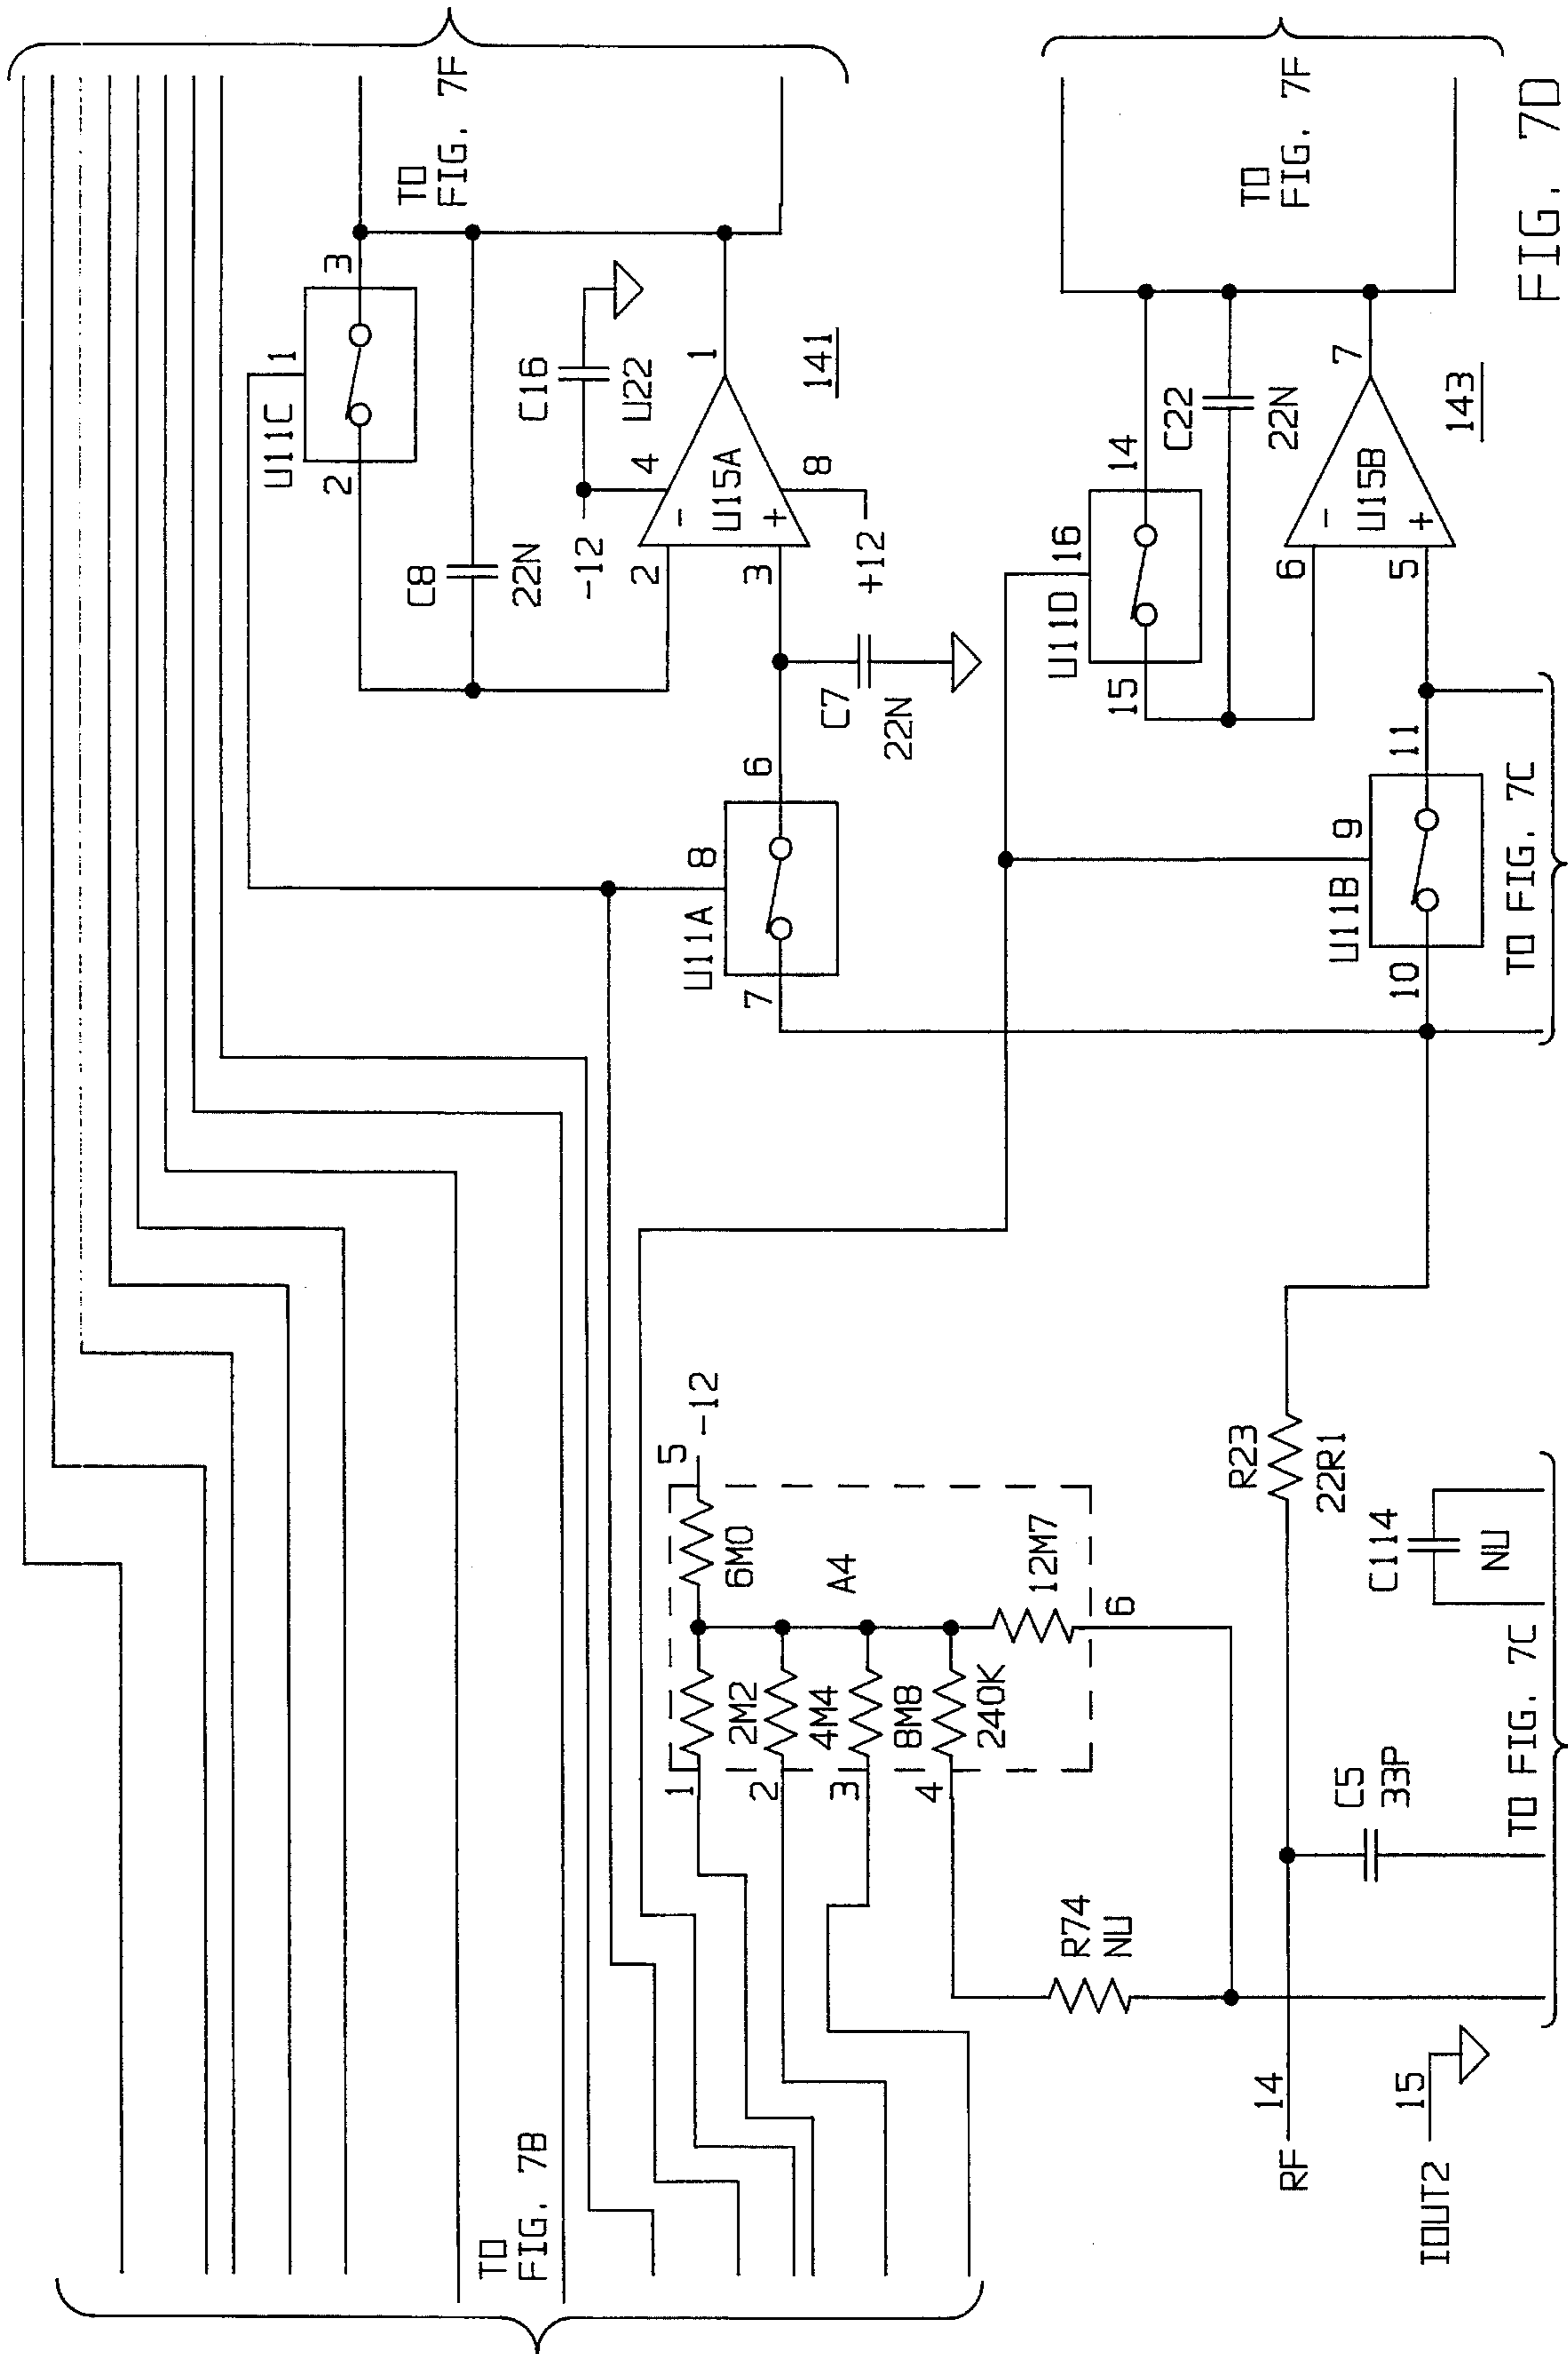 TO
FIG. 7F
U11C
1
2
3
C8
22N
C16
U22
-12
4
2
3
U15A
-
+
1
8
+12
141
C7
22N
U11A
8
7
6
TO
FIG. 7B
5
-12
6M0
2M2
4M4
8M8
240K
A4
12M7
1
2
3
4
6
R74
NU
TO
FIG. 7F
U11D
16
15
14
C22
22N
6
5
U15B
-
+
7
143
U11B
9
10
11
TO FIG. 7C
R23
22R1
C114
NU
C5
33P
RF
14
IOUT2
15
TO FIG. 7C
FIG. 7D